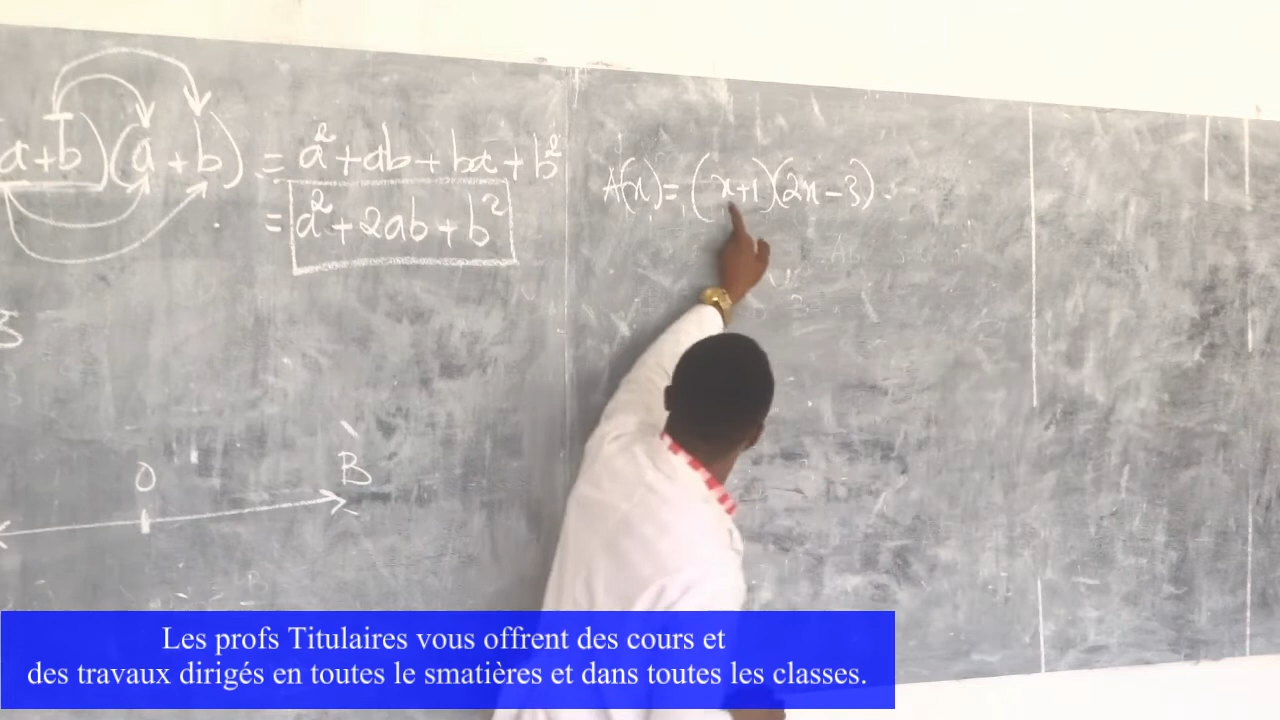 a+b)(a+b) = a²+ab+ba+b²
= a²+2ab+b²
A(x)=(x+1)(2x-3).
O
B
Les profs Titulaires vous offrent des cours et
des travaux dirigés en toutes le smatières et dans toutes les classes.